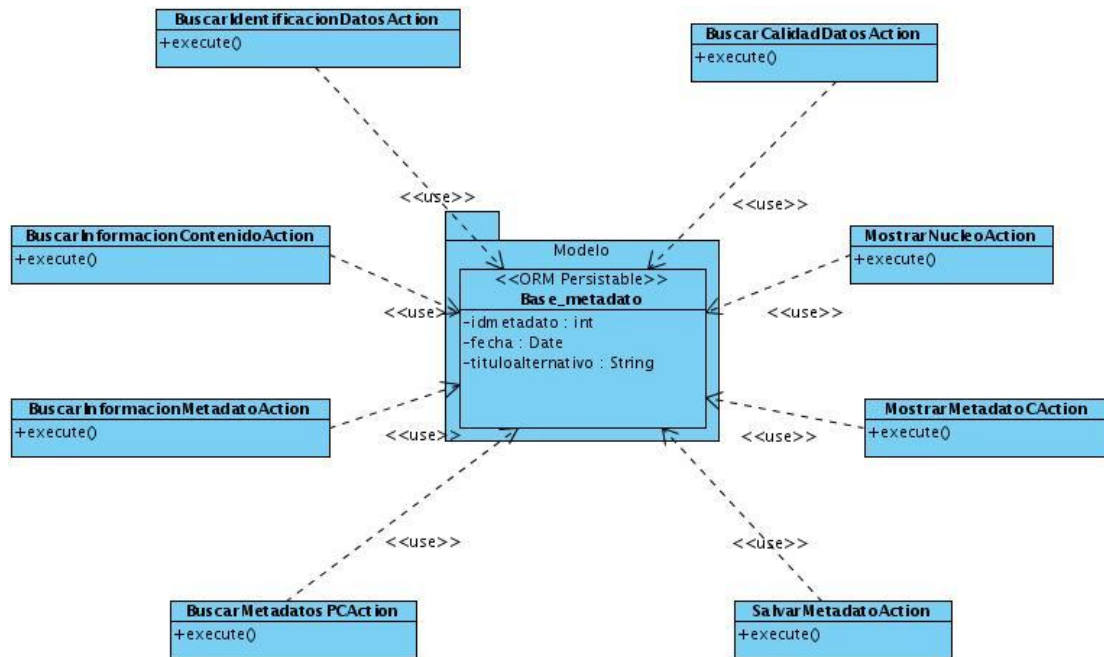 BuscarIdentificacionDatosAction
+execute()
BuscarCalidadDatosAction
+execute()
<<use>>
<<use>>
BuscarInformacionContenidoAction
+execute()
MostrarNucleoAction
+execute()
Modelo
<<ORM Persistable>>
Base_metadato
-idmetadato : int
-fecha : Date
-tituloalternativo : String
<<use>>
<<use>>
BuscarInformacionMetadatoAction
+execute()
MostrarMetadatoCAction
+execute()
<<use>>
<<use>>
<<use>>
<<use>>
BuscarMetadatosPCAction
+execute()
SalvarMetadatoAction
+execute()